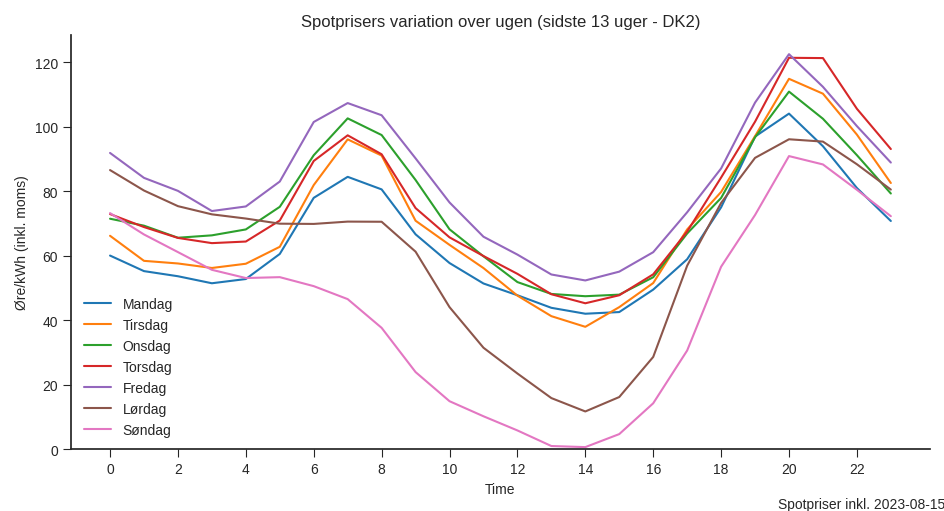 Spotprisers variation over ugen (sidste 13 uger - DK2)
Øre/kWh (inkl. moms)
120
100
80
60
40
20
0
Mandag
Tirsdag
Onsdag
Torsdag
Fredag
Lørdag
Søndag
0 2 4 6 8 10 12 14 16 18 20 22
Time
Spotpriser inkl. 2023-08-15